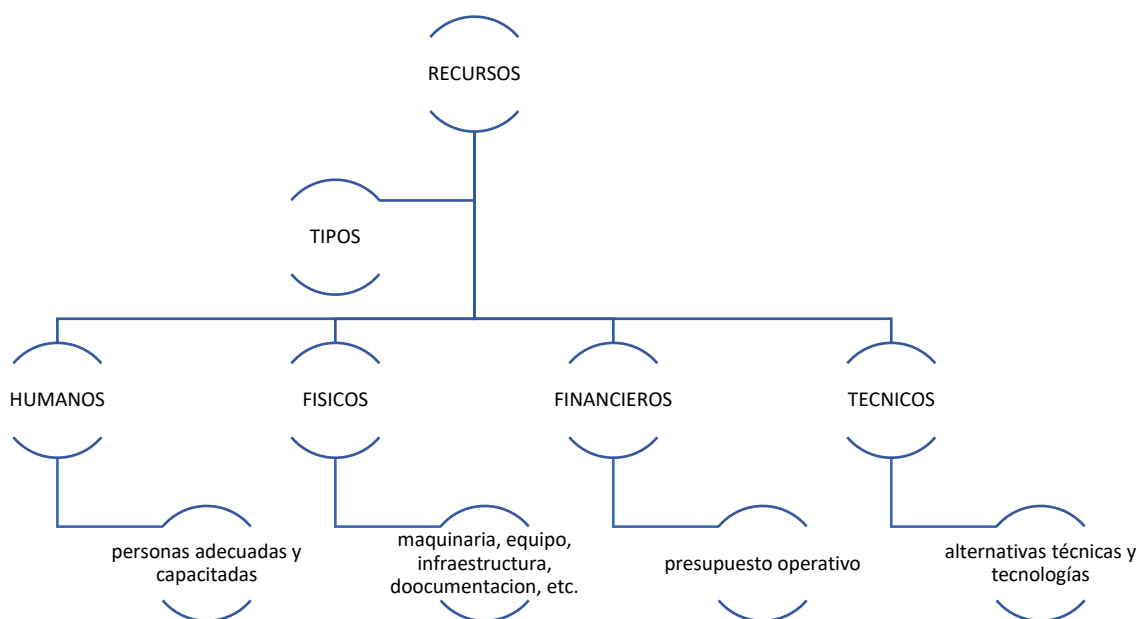 RECURSOS
TIPOS
HUMANOS
FISICOS
FINANCIEROS
TECNICOS
personas adecuadas y
capacitadas
maquinaria, equipo,
infraestructura,
doocumentacion, etc.
presupuesto operativo
alternativas técnicas y
tecnologías